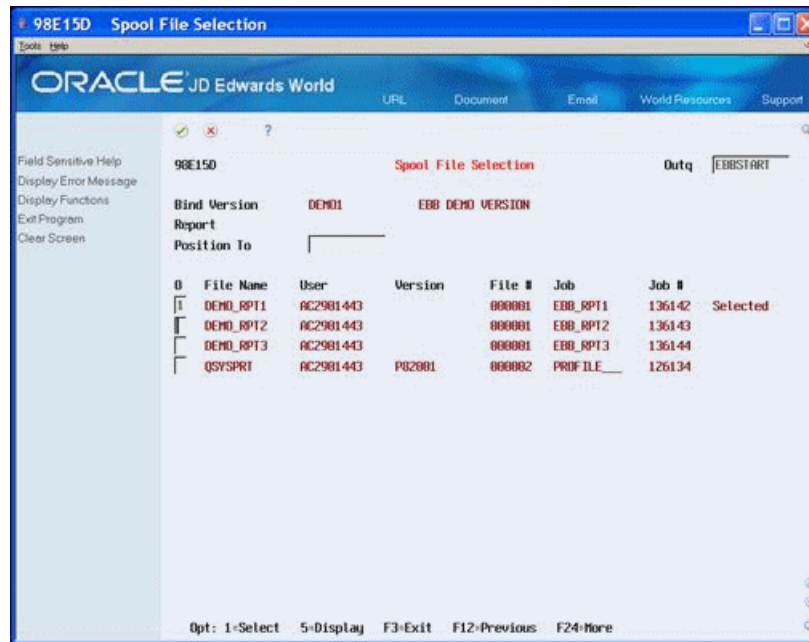 98E15D Spool File Selection
Tools Help
ORACLE JD Edwards World
URL Document Email World Resources Support
?
Field Sensitive Help
Display Error Message
Display Functions
Exit Program
Clear Screen
98E15D Spool File Selection Outq EBBSTART
Bind Version DEMO1 EBB DEMO VERSION
Report
Position To
O File Name User Version File # Job Job #
1 DEMO_RPT1 AC2981443 000001 EBB_RPT1 136142 Selected
DEMO_RPT2 AC2981443 000001 EBB_RPT2 136143
DEMO_RPT3 AC2981443 000001 EBB_RPT3 136144
QSYSPRT AC2981443 P82001 000002 PROFILE___ 126134
Opt: 1=Select 5=Display F3=Exit F12=Previous F24=More